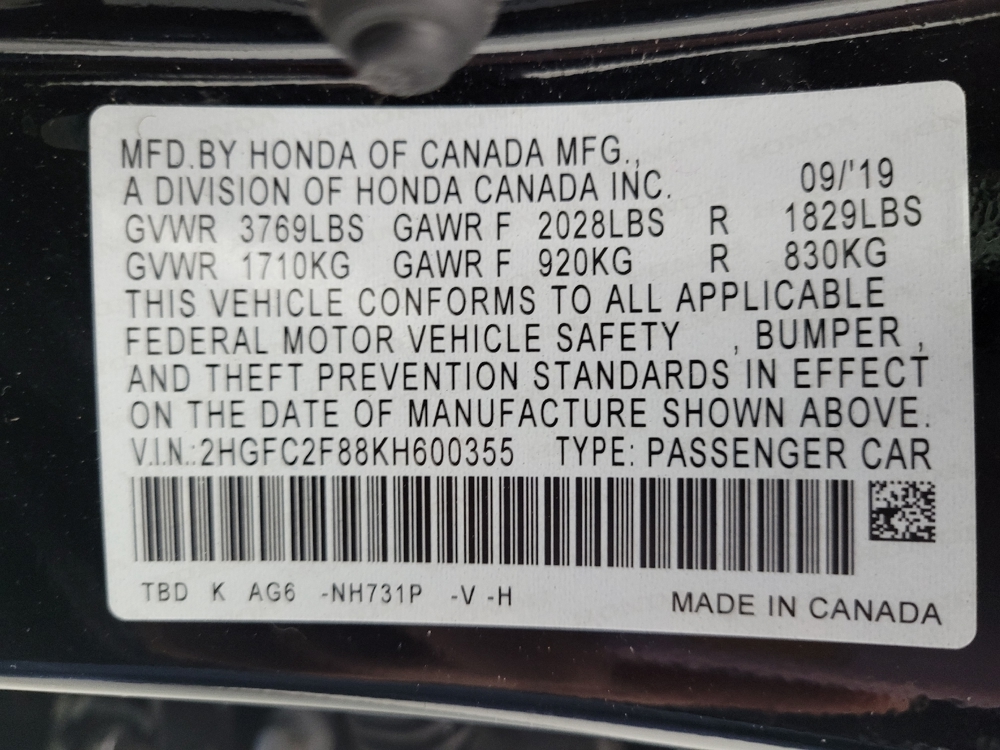 MFD.BY HONDA OF CANADA MFG.,
A DIVISION OF HONDA CANADA INC. 09/'19
GVWR 3769LBS GAWR F 2028LBS R 1829LBS
GVWR 1710KG GAWR F 920KG R 830KG
THIS VEHICLE CONFORMS TO ALL APPLICABLE
FEDERAL MOTOR VEHICLE SAFETY , BUMPER ,
AND THEFT PREVENTION STANDARDS IN EFFECT
ON THE DATE OF MANUFACTURE SHOWN ABOVE.
V.I.N.:2HGFC2F88KH600355 TYPE: PASSENGER CAR
TBD K AG6 -NH731P -V -H MADE IN CANADA